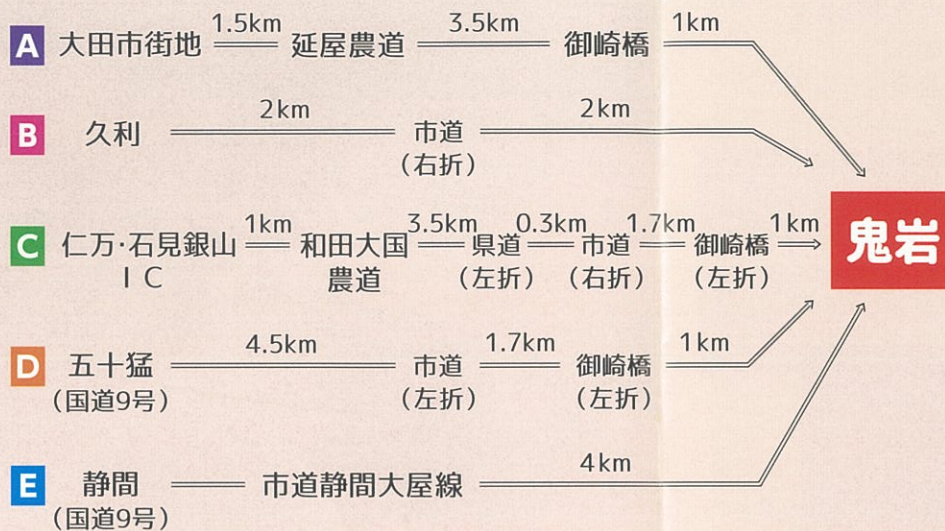 A 大田市街地 1.5km 延屋農道 3.5km 御崎橋 1km
B 久利 2km 市道 2km
(右折)
C 仁万・石見銀山 1km 和田大国 3.5km 県道 0.3km 市道 1.7km 御崎橋 1km
IC 農道 (左折) (右折) (左折)
鬼岩
D 五十猛 4.5km 市道 1.7km 御崎橋 1km
(国道9号) (左折) (左折)
E 静間 市道静間大屋線 4km
(国道9号)